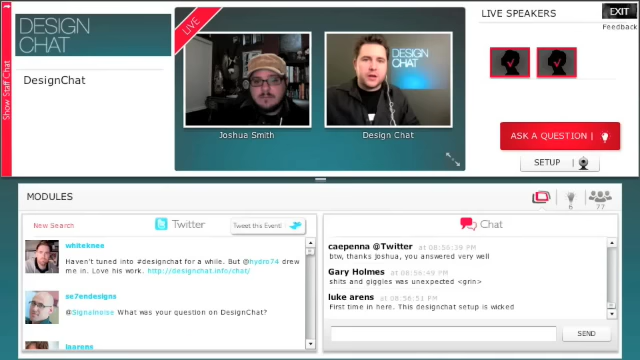 DESIGN
CHAT
DesignChat
Show Staff Chat
LIVE
DESIGN
CHAT
Joshua Smith
Design Chat
LIVE SPEAKERS
EXIT
Feedback
ASK A QUESTION |
SETUP |
MODULES
6
77
New Search
Twitter
Tweet this Event!
whiteknee
Haven't tuned into #designchat for a while. But @hydro74 drew
me in. Love his work. http://designchat.info/chat/
se7endesigns
@Signalnoise What was your question on DesignChat?
laarens
Chat
caepenna @Twitter at 08:56:39 PM
btw, thanks joshua, you answered very well
Gary Holmes at 08:56:49 PM
shits and giggles was unexpected <grin>
luke arens at 08:56:51 PM
First time in here. This designchat setup is wicked
SEND